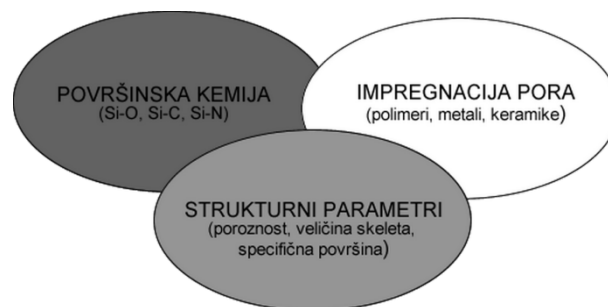 POVRŠINSKA KEMIJA
(Si-O, Si-C, Si-N)
IMPREGNACIJA PORA
(polimeri, metali, keramike)
STRUKTURNI PARAMETRI
(poroznost, veličina skeleta,
specifična površina)